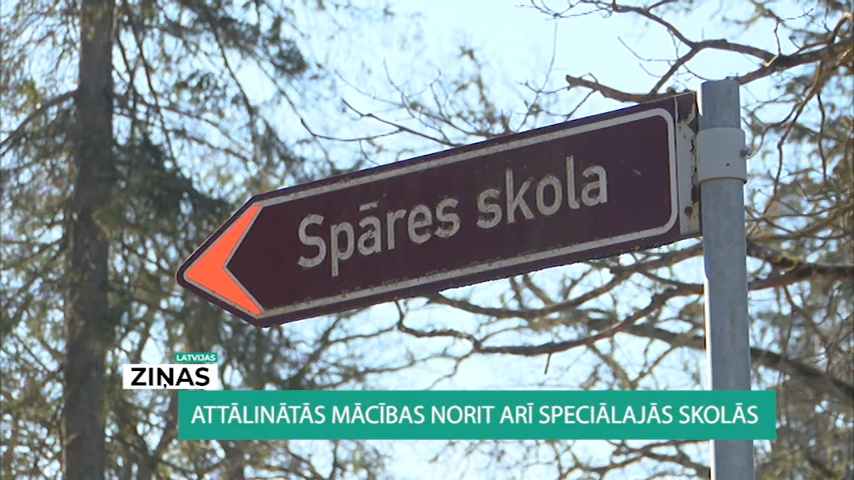 Spāres skola
LATVIJAS
ZIŅAS
ATTĀLINĀTĀS MĀCĪBAS NORIT ARĪ SPECIĀLAJĀS SKOLĀS